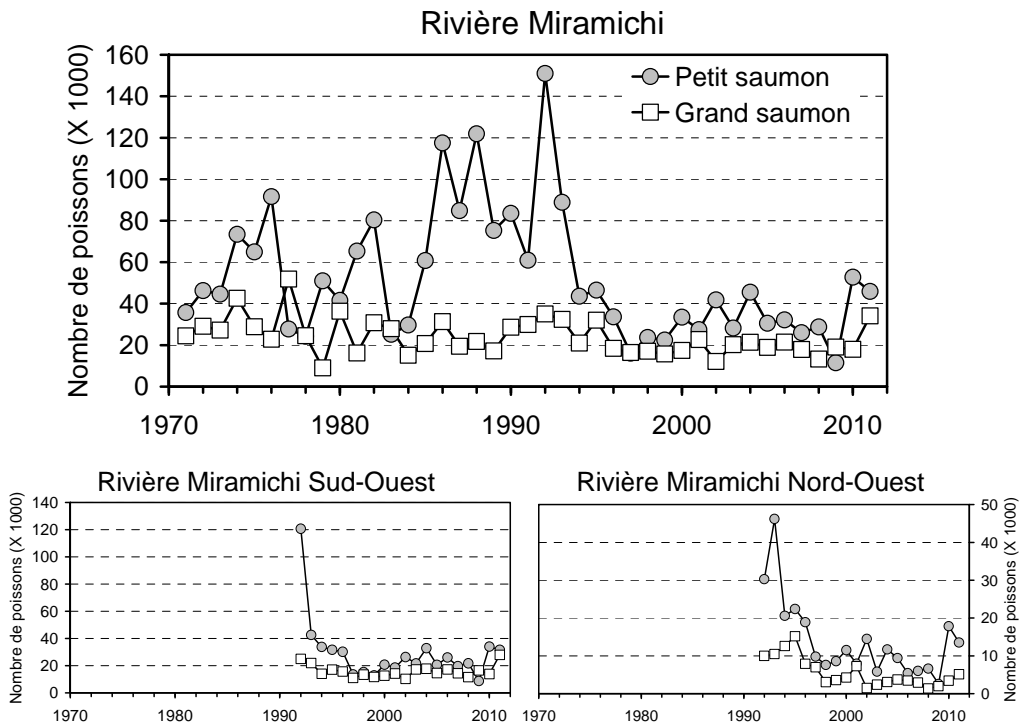 Rivière Miramichi
Nombre de poissons (X 1000)
160
140
120
100
80
60
40
20
0
Petit saumon
Grand saumon
1970 1980 1990 2000 2010
Rivière Miramichi Sud-Ouest
Nombre de poissons (X 1000)
140
120
100
80
60
40
20
0
1970 1980 1990 2000 2010
Rivière Miramichi Nord-Ouest
50
40
30
20
10
0
Nombre de poissons (X 1000)
1970 1980 1990 2000 2010